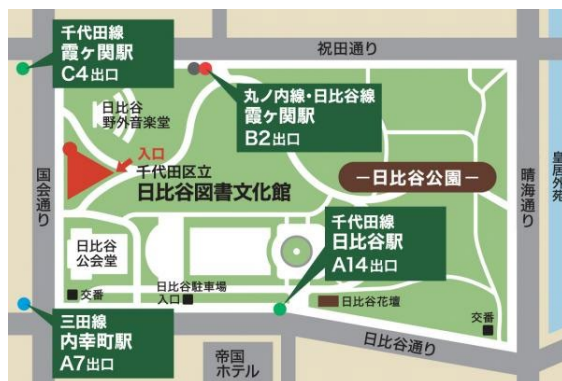 千代田線
霞ヶ関駅
C4出口
祝田通り
丸ノ内線・日比谷線
霞ヶ関駅
B2出口
日比谷
野外音楽堂
入口
千代田区立
日比谷図書文化館
ー日比谷公園ー
国会通り
晴海通り
皇居外苑
千代田線
日比谷駅
A14出口
日比谷
公会堂
日比谷駐車場
入口
交番
日比谷花壇
交番
三田線
内幸町駅
A7出口
帝国
ホテル
日比谷通り